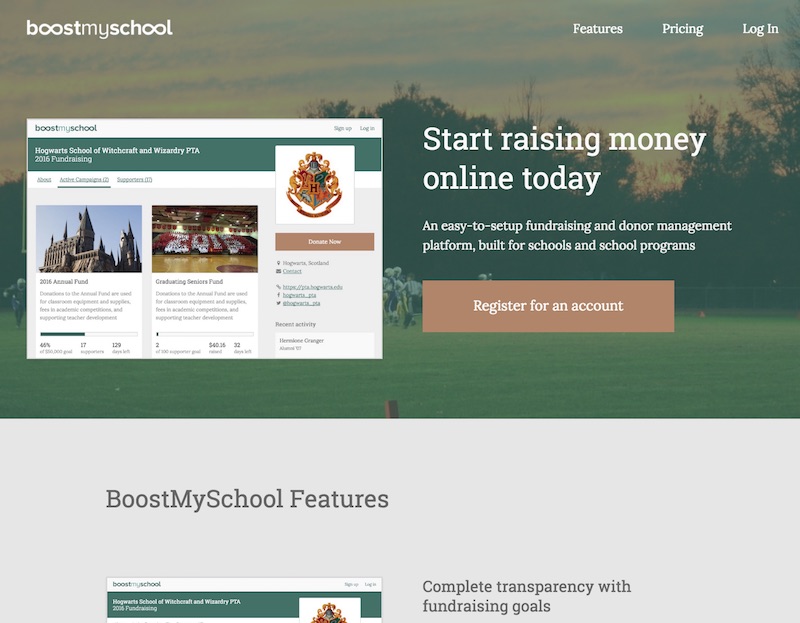 boostmyschool
Features
Pricing
Log In
boostmyschool
Sign up
Log in
Hogwarts School of Witchcraft and Wizardry PTA
2016 Fundraising
About
Active Campaigns (2)
Supporters (17)
2016 Annual Fund
Donations to the Annual Fund are used
for classroom equipment and supplies,
fees in academic competitions, and
supporting teacher development
46%
of $50,000 goal
17
supporters
129
days left
2016
Graduating Seniors Fund
Donations to the Annual Fund are used
for classroom equipment and supplies,
fees in academic competitions, and
supporting teacher development
2
of 100 supporter goal
$40.16
raised
32
days left
H
Donate Now
Hogwarts, Scotland
Contact
https://pta.hogwarts.edu
hogwarts_pta
@hogwarts_pta
Recent activity
Hermione Granger
Start raising money
online today
An easy-to-setup fundraising and donor management
platform, built for schools and school programs
Register for an account
BoostMySchool Features
boostmyschool
Sign up
Log in
Hogwarts School of Witchcraft and Wizardry PTA
2016 Fundraising
Complete transparency with
fundraising goals